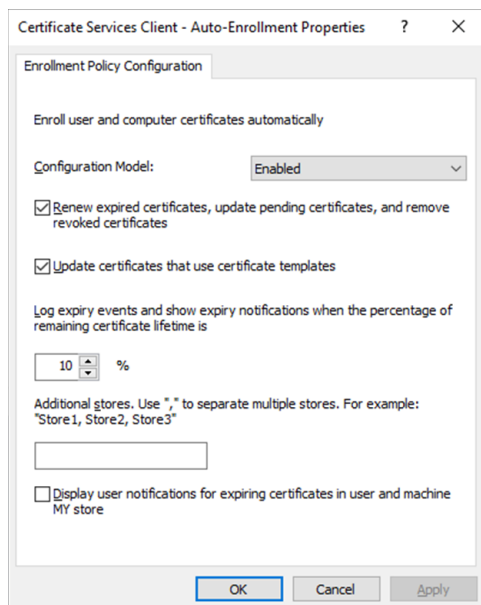 Certificate Services Client - Auto-Enrollment Properties ?
Enrollment Policy Configuration
Enroll user and computer certificates automatically
Configuration Model: Enabled
Renew expired certificates, update pending certificates, and remove
revoked certificates
Update certificates that use certificate templates
Log expiry events and show expiry notifications when the percentage of
remaining certificate lifetime is
10 %
Additional stores. Use "," to separate multiple stores. For example:
"Store1, Store2, Store3"
Display user notifications for expiring certificates in user and machine
MY store
OK Cancel Apply